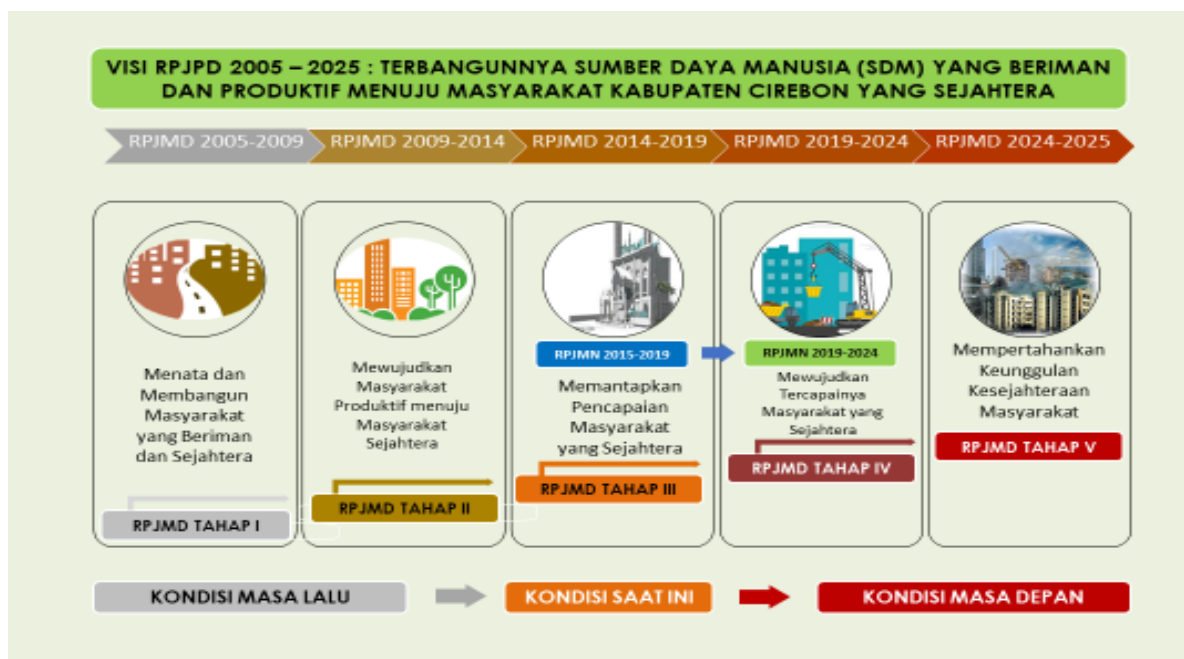 VISI RPJPD 2005 – 2025 : TERBANGUNNYA SUMBER DAYA MANUSIA (SDM) YANG BERIMAN
DAN PRODUKTIF MENUJU MASYARAKAT KABUPATEN CIREBON YANG SEJAHTERA
RPJMD 2005-2009
RPJMD 2009-2014
RPJMD 2014-2019
RPJMD 2019-2024
RPJMD 2024-2025
Menata dan
Membangun
Masyarakat
yang Beriman
dan Sejahtera
RPJMD TAHAP I
Mewujudkan
Masyarakat
Produktif menuju
Masyarakat
Sejahtera
RPJMD TAHAP II
RPJMN 2015-2019
Memantapkan
Pencapaian
Masyarakat
yang Sejahtera
RPJMD TAHAP III
RPJMN 2019-2024
Mewujudkan
Tercapainya
Masyarakat yang
Sejahtera
RPJMD TAHAP IV
Mempertahankan
Keunggulan
Kesejahteraan
Masyarakat
RPJMD TAHAP V
KONDISI MASA LALU
KONDISI SAAT INI
KONDISI MASA DEPAN